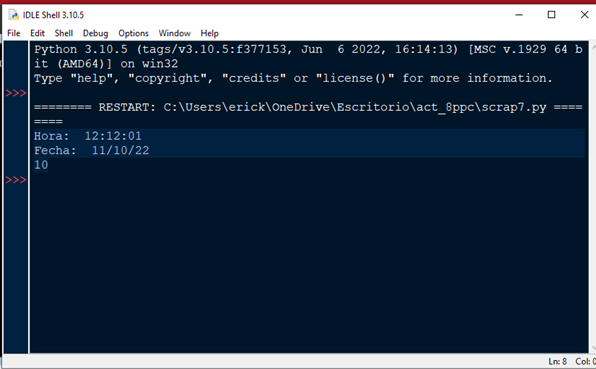 IDLE Shell 3.10.5
File Edit Shell Debug Options Window Help
Python 3.10.5 (tags/v3.10.5:f377153, Jun  6 2022, 16:14:13) [MSC v.1929 64 b
it (AMD64)] on win32
Type "help", "copyright", "credits" or "license()" for more information.
>>>
======== RESTART: C:\Users\erick\OneDrive\Escritorio\act_8ppc\scrap7.py ====
====
Hora:  12:12:01
Fecha:  11/10/22
10
>>>
Ln: 8 Col: 0